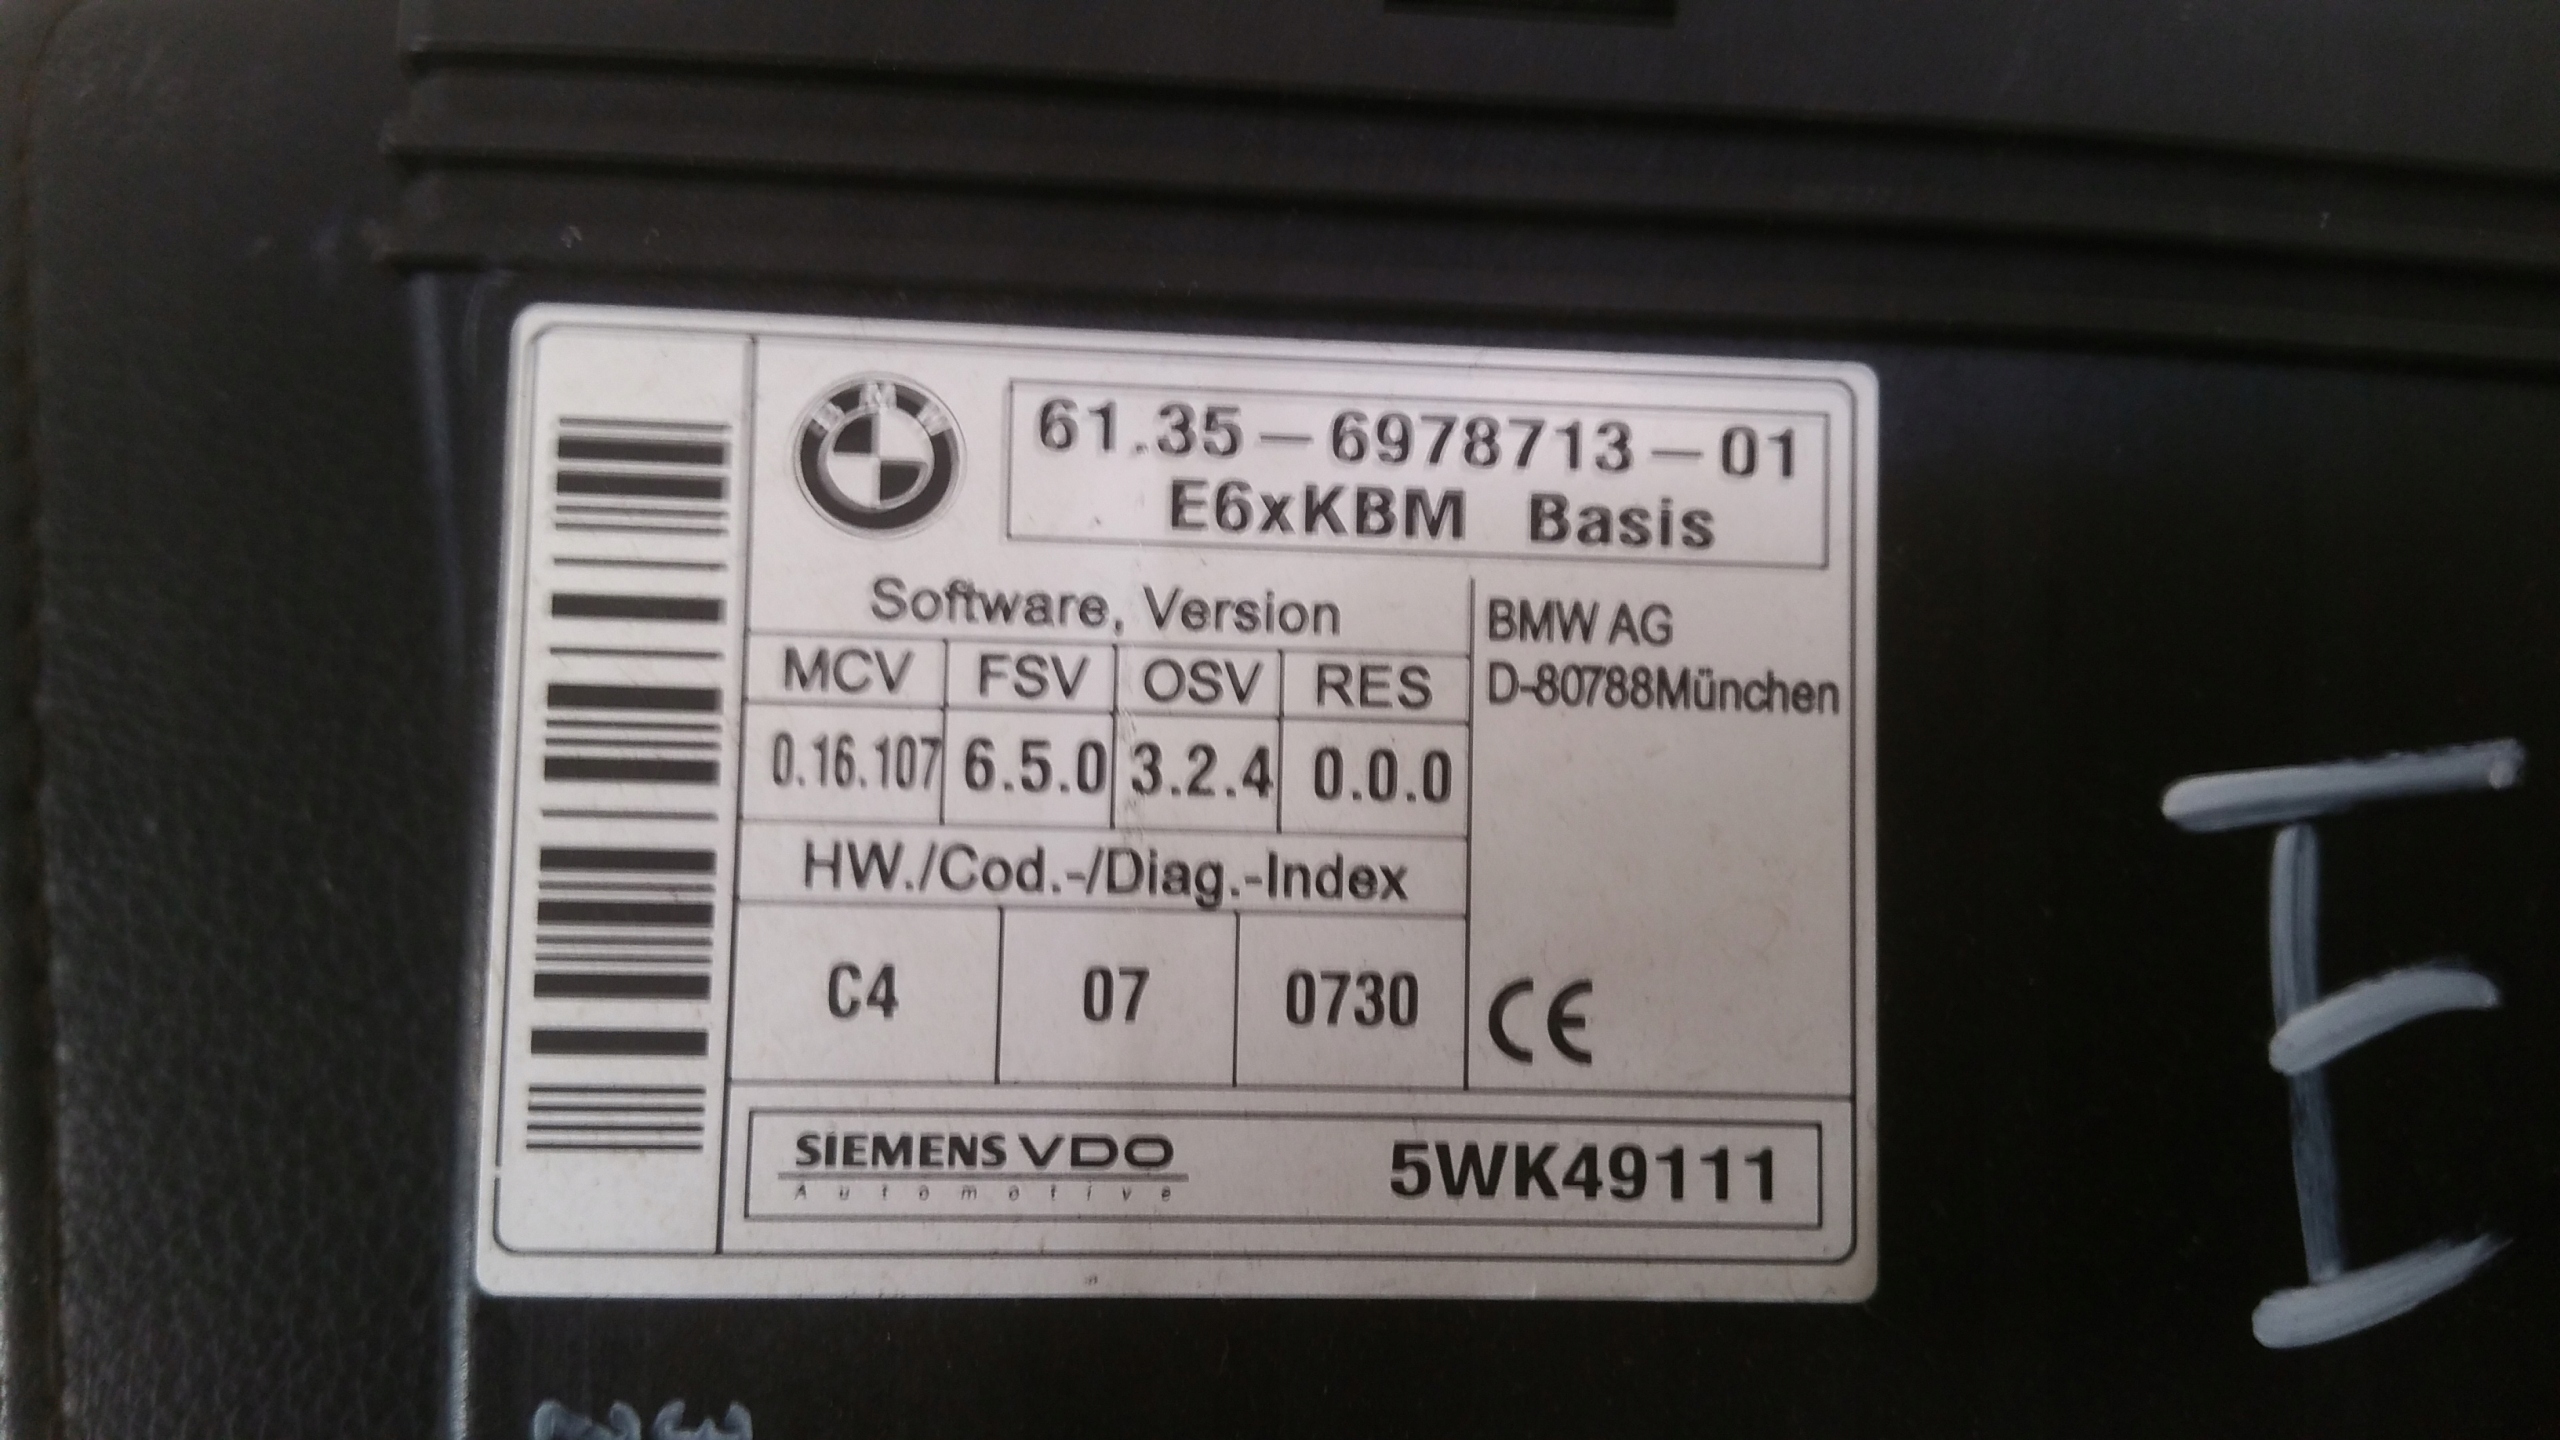 BMW
61.35-6978713-01
E6xKBM Basis
Software, Version
MCV FSV OSV RES
0.16.107 6.5.0 3.2.4 0.0.0
BMW AG
D-80788München
HW./Cod.-/Diag.-Index
C4 07 0730
CE
SIEMENS VDO
Automotive
5WK49111
E